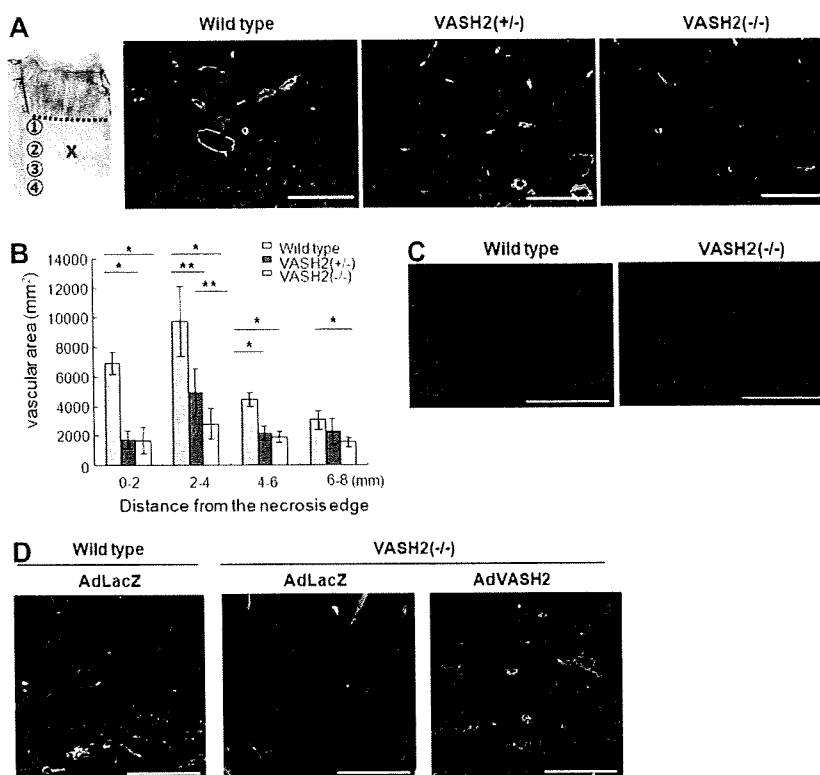 A
Wild type
VASH2(+/-)
VASH2(-/-)
①
②
③
④
X
B
vascular area (mm²)
14000
12000
10000
8000
6000
4000
2000
0
* * ** ** * * *
Wild type
VASH2(+/-)
VASH2(-/-)
0-2 2-4 4-6 6-8 (mm)
Distance from the necrosis edge
C
Wild type
VASH2(-/-)
D
Wild type
VASH2(-/-)
AdLacZ
AdLacZ
AdVASH2